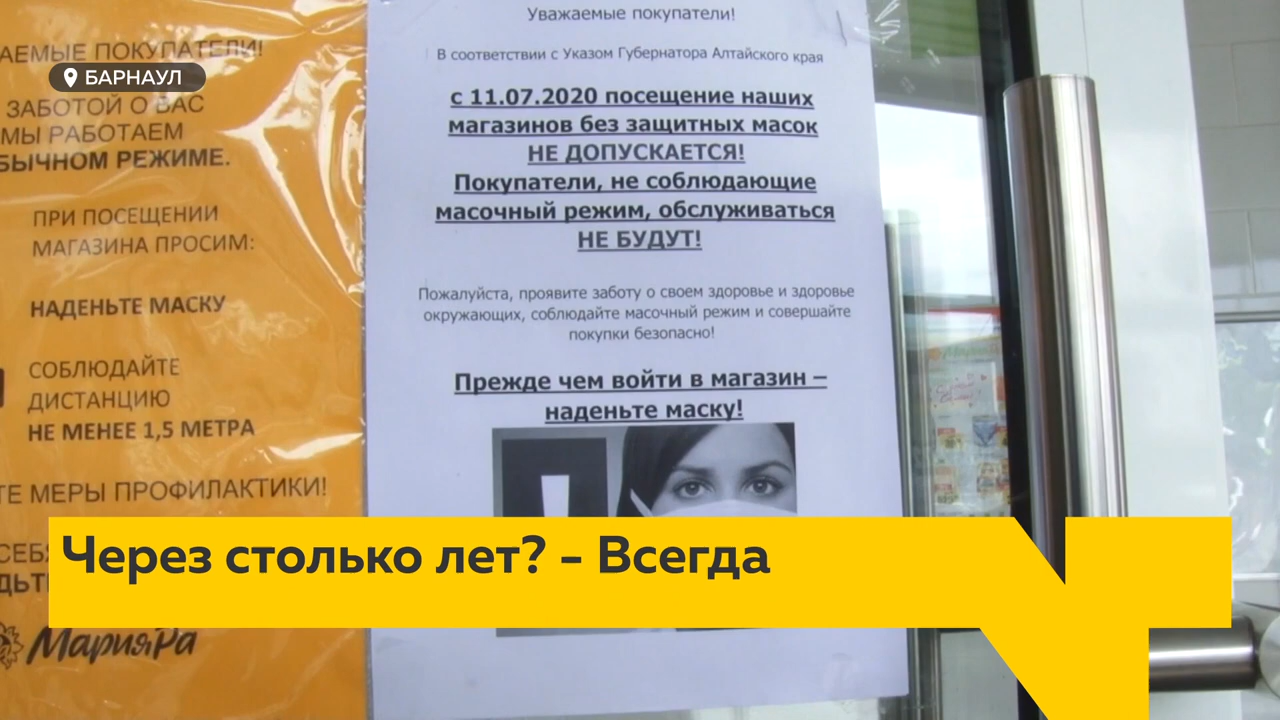 АЕМЫЕ ПОКУПАТЕЛИ!
БАРНАУЛ
ЗАБОТОЙ О ВАС
МЫ РАБОТАЕМ
БЫЧНОМ РЕЖИМЕ.
ПРИ ПОСЕЩЕНИИ
МАГАЗИНА ПРОСИМ:
НАДЕНЬТЕ МАСКУ
СОБЛЮДАЙТЕ
ДИСТАНЦИЮ
НЕ МЕНЕЕ 1,5 МЕТРА
ТЕ МЕРЫ ПРОФИЛАКТИКИ!
СЕБЯ
МарияРа
Уважаемые покупатели!
В соответствии с Указом Губернатора Алтайского края
с 11.07.2020 посещение наших
магазинов без защитных масок
НЕ ДОПУСКАЕТСЯ!
Покупатели, не соблюдающие
масочный режим, обслуживаться
НЕ БУДУТ!
Пожалуйста, проявите заботу о своем здоровье и здоровье
окружающих, соблюдайте масочный режим и совершайте
покупки безопасно!
Прежде чем войти в магазин –
наденьте маску!
Через столько лет? - Всегда